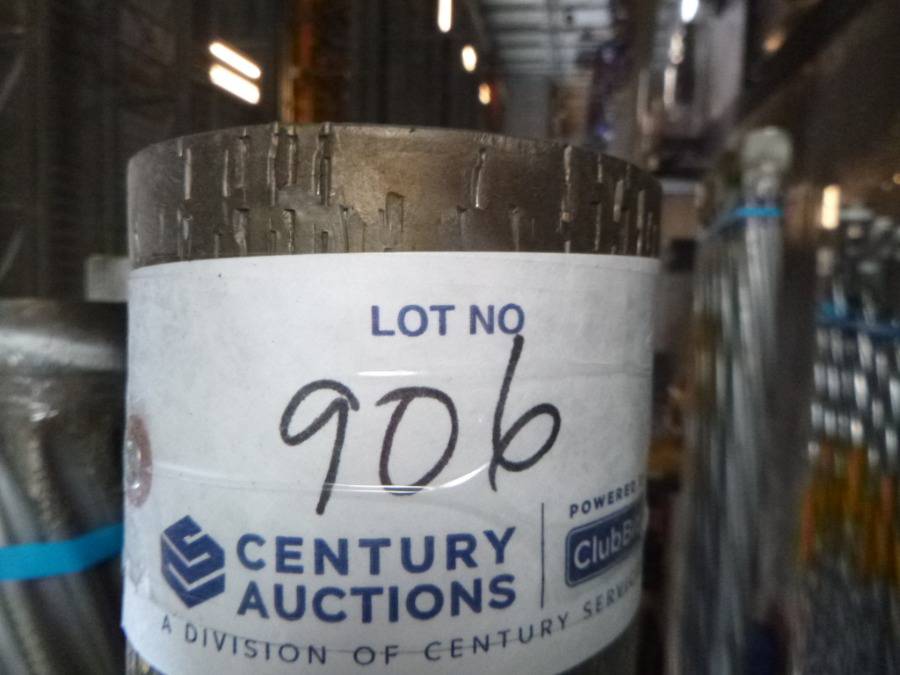 LOT NO
906
CENTURY
AUCTIONS
POWERED
A DIVISION OF CENTURY